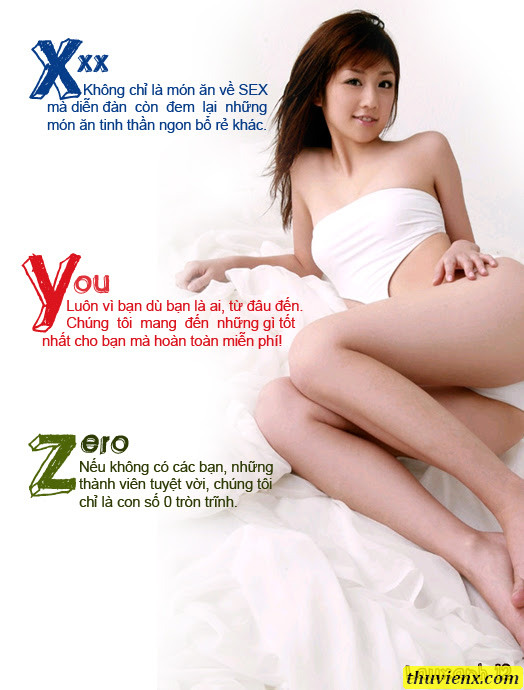 Xxx
Không chỉ là món ăn về SEX
mà diễn đàn còn đem lại những
món ăn tinh thần ngon bổ rẻ khác.
You
Luôn vì bạn dù bạn là ai, từ đâu đến.
Chúng tôi mang đến những gì tốt
nhất cho bạn mà hoàn toàn miễn phí!
Zero
Nếu không có các bạn, những
thành viên tuyệt vời, chúng tôi
chỉ là con số 0 tròn trĩnh.
thuvienx.com